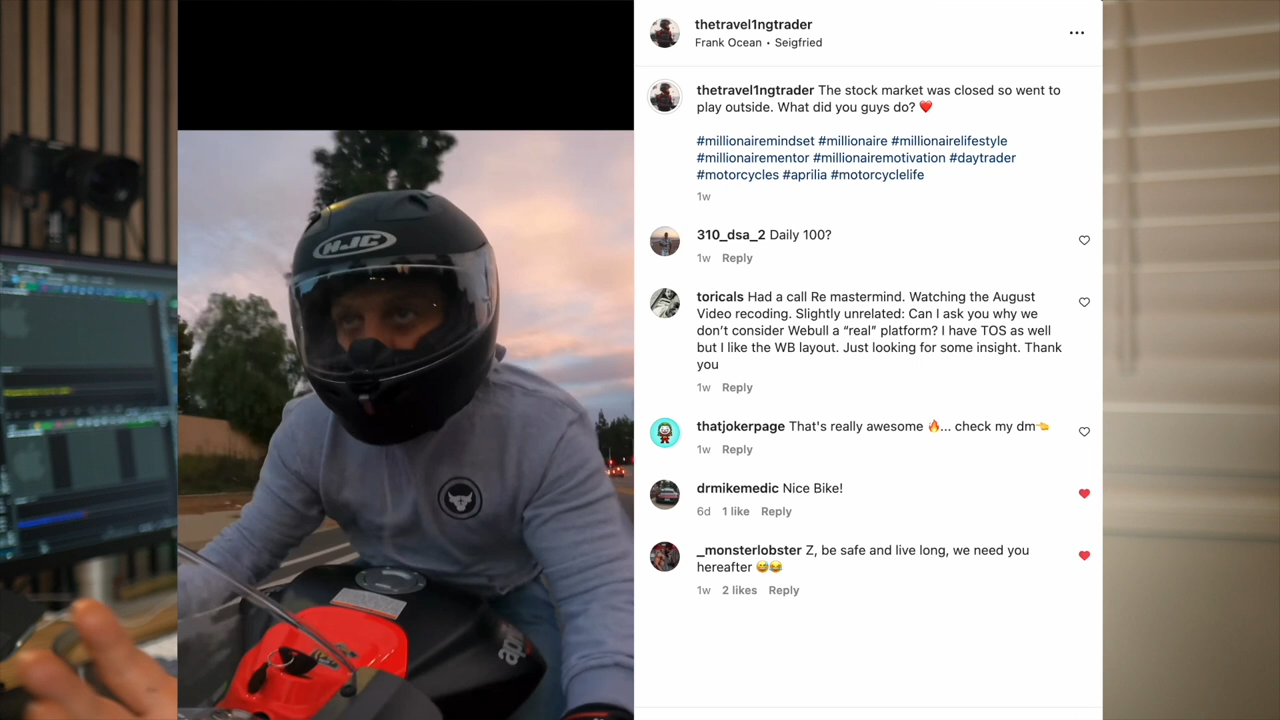 thetravel1ngtrader
Frank Ocean • Seigfried
thetravel1ngtrader The stock market was closed so went to
play outside. What did you guys do? ❤️
#millionairemindset #millionaire #millionairelifestyle
#millionairementor #millionairemotivation #daytrader
#motorcycles #aprilia #motorcyclelife
1w
310_dsa_2 Daily 100?
1w Reply
toricals Had a call Re mastermind. Watching the August
Video recoding. Slightly unrelated: Can I ask you why we
don’t consider Webull a “real” platform? I have TOS as well
but I like the WB layout. Just looking for some insight. Thank
you
1w Reply
thatjokerpage That's really awesome 🔥... check my dm👈
1w Reply
drmikemedic Nice Bike!
6d 1 like Reply
_monsterlobster Z, be safe and live long, we need you
hereafter 😅😂
1w 2 likes Reply
HJC